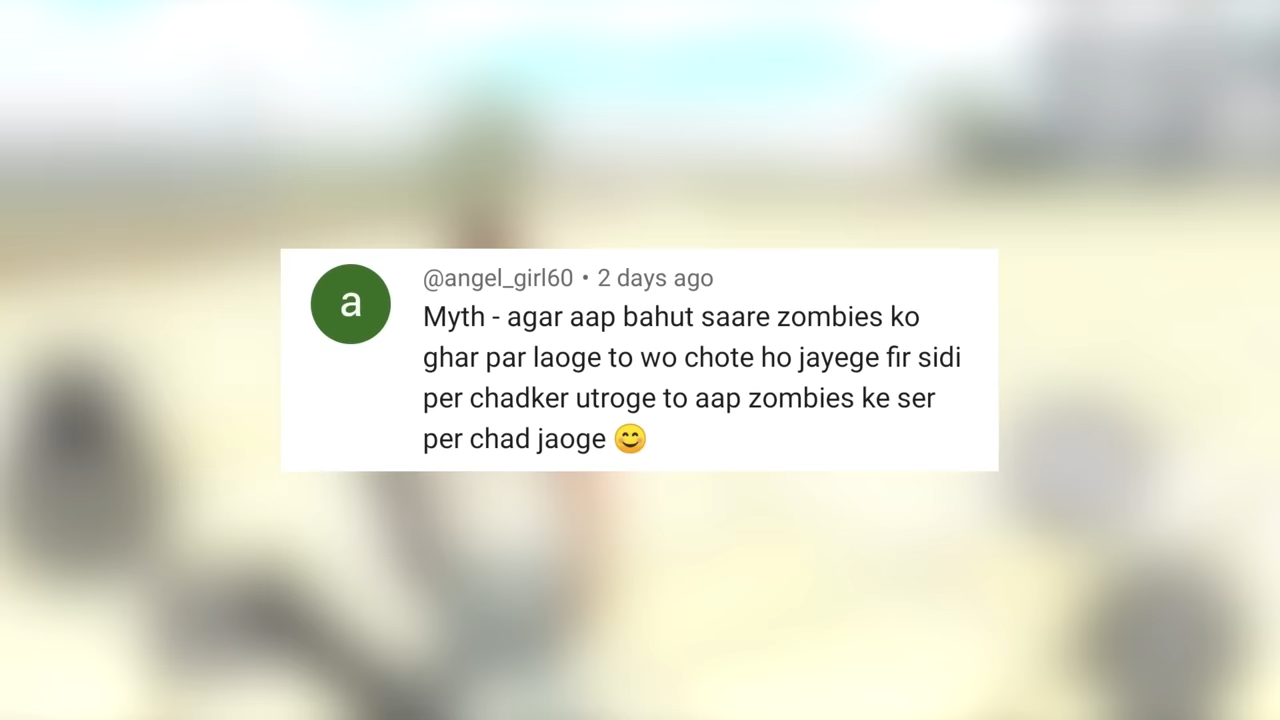 a
@angel_girl60 • 2 days ago
Myth - agar aap bahut saare zombies ko
ghar par laoge to wo chote ho jayege fir sidi
per chadker utroge to aap zombies ke ser
per chad jaoge 😊